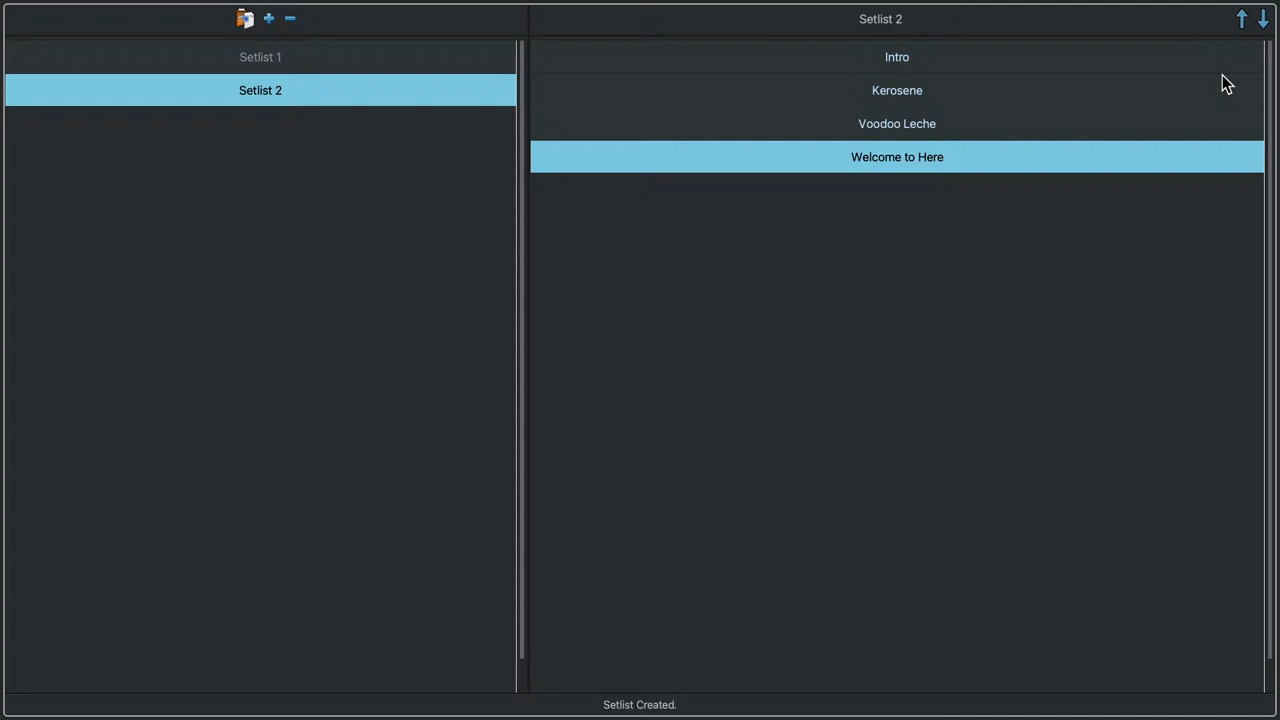 Setlist 2
Setlist 1
Setlist 2
Intro
Kerosene
Voodoo Leche
Welcome to Here
Setlist Created.